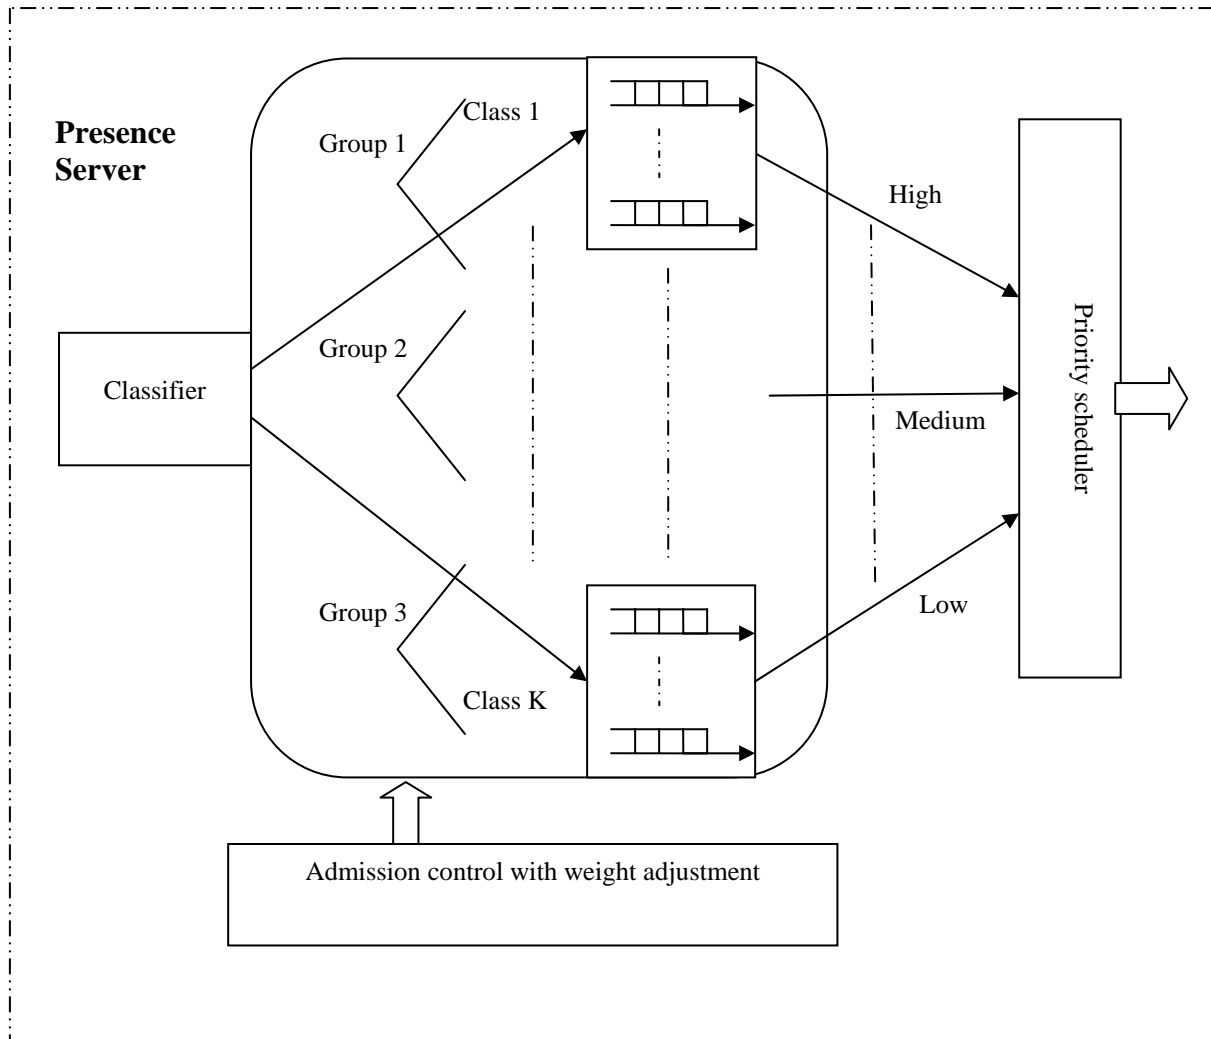 Presence
Server
Class 1
Group 1
High
Group 2
Classifier
Medium
Priority scheduler
Group 3
Low
Class K
Admission control with weight adjustment